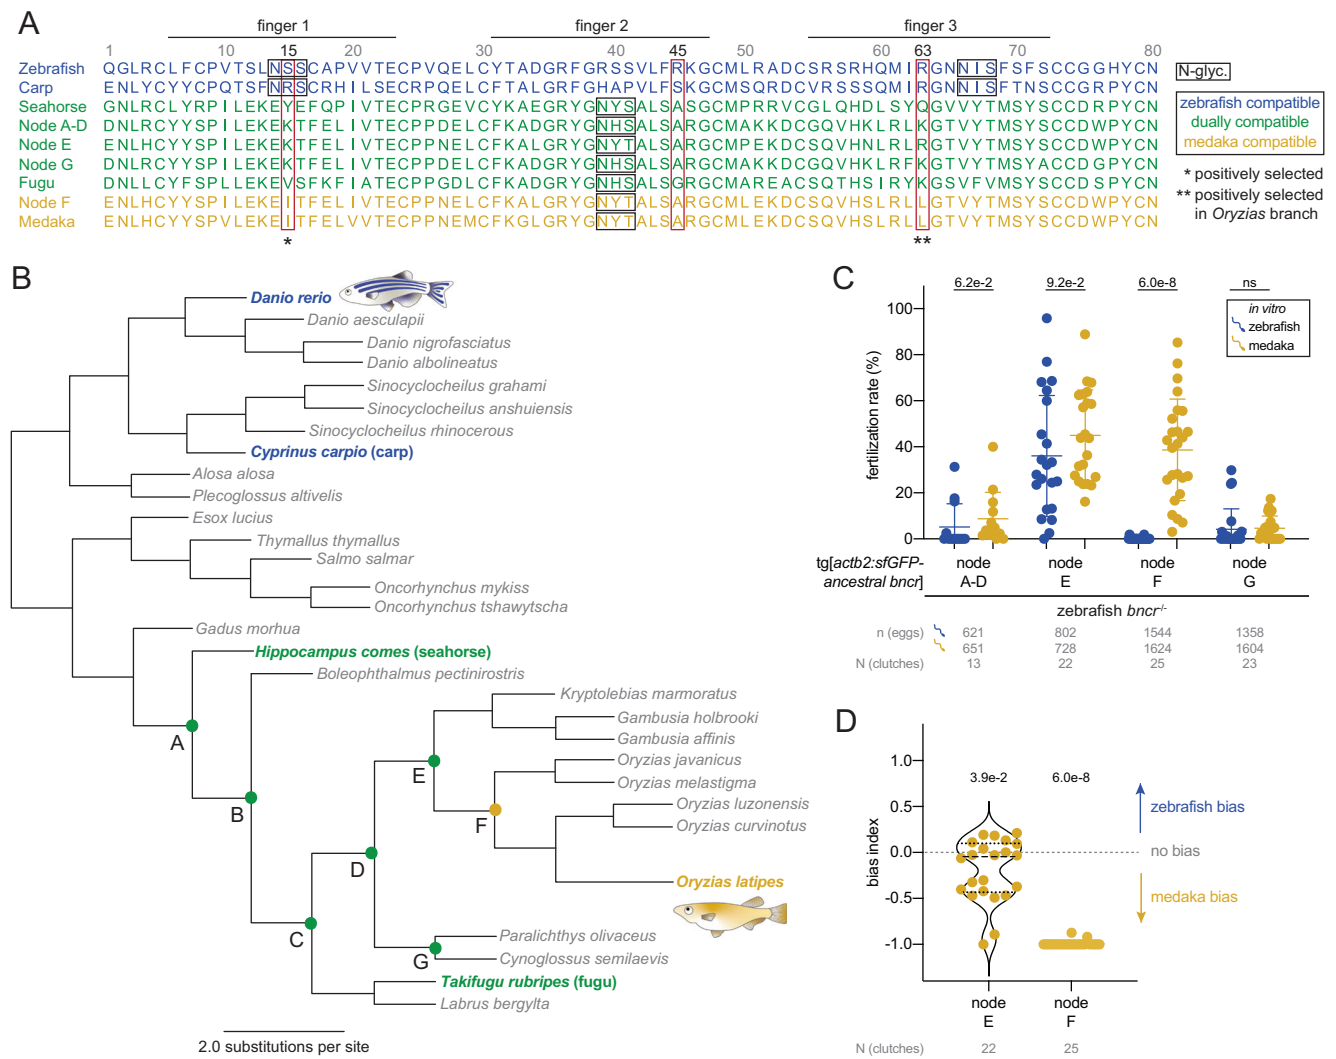 A
finger 1 finger 2 finger 3
1 10 15 20 30 40 45 50 60 63 70 80
Zebrafish QGLRCLFCPVTSLNSSCAPVVTECPVQELCYTADGRFGRSSVLFRKGCMLRADCSRSRHQMIRGNNISFSFSCCGGHYCN
Carp ENLYCYYCPQTSFNRSCRHILSECRPQELCYTADGRFGHAPVLFSKGCMLSQRDCVRSSSQMIRGNNISFTNSCCGRPYCN
Seahorse GNLRCLYRPILEKEYEFQPITVTECPRGEVCYKAEGRYGNYSALSASGCMPRRVCGLQHDLSYQGVVYTMSYSCCDRPYCN
Node A-D DNLRCYYSPILEKEKTFELIVTECPPNELCFKADGRYGNHSALSARGCMAKKDCGQVHKLRLKGTVYTMSYSCCDWPYCN
Node E ENLHCYYSPILEKEKTFELIVTECPPNELCFKALGRYGNYTALSARGCMPEKDCGQVHKLRLKGTVYTMSYSCCDWPYCN
Node G DNLRCYYSPILEKEKTFELIVTECPPNELCFKADGRYGNHSALSARGCMAKKDCGQVHKLRFKGTVYTMSYACCDGPYCN
Fugu DNLLCYYFSPLLEKEVSFKFIATECPPGDLCFKADGRYGNHSALSGRGCMAREACSQTHSIRYKGSVFVMSYSCCDSPYCN
Node F ENLHCYYSPILEKEITFELVVTECPPNELCFKGLGRYGNYTALSARGCMLEKDCSQVHSLRLLGTVYTMSYSCCDWPYCN
Medaka ENLHCYYSPVLEKEITFELVVTECPPNEMCFKGLGRYGNYTALSARGCMLEKDCSQVHSLRLLGTVYTMSYSCCDWPYCN
* **
N-glyc.
zebrafish compatible
dually compatible
medaka compatible
* positively selected
** positively selected
in Oryzias branch
B
Danio rerio
Danio aesculapii
Danio nigrofasciatus
Danio albolineatus
Sinocyclocheilus grahami
Sinocyclocheilus anshuiensis
Sinocyclocheilus rhinocerous
Cyprinus carpio (carp)
Alosa alosa
Plecoglossus altivelis
Esox lucius
Thymallus thymallus
Salmo salmar
Oncorhynchus mykiss
Oncorhynchus tshawytscha
Gadus morhua
Hippocampus comes (seahorse)
Boleophthalmus pectinirostris
Kryptolebias marmoratus
Gambusia holbrooki
Gambusia affinis
Oryzias javanicus
Oryzias melastigma
Oryzias luzonensis
Oryzias curvinotus
Oryzias latipes
Paralichthys olivaceus
Cynoglossus semilaevis
Takifugu rubripes (fugu)
Labrus bergylta
A
B
C
D
E
F
G
2.0 substitutions per site
C
6.2e-2 9.2e-2 6.0e-8 ns
in vitro
zebrafish
medaka
fertilization rate (%)
100
80
60
40
20
0
tg[actb2:sfGFP-
ancestral bncr]
node A-D
node E
node F
node G
zebrafish bncr-/-
n (eggs) 621 802 1544 1358
651 728 1624 1604
N (clutches) 13 22 25 23
D
bias index
1.0
0.5
0.0
-0.5
-1.0
3.9e-2 6.0e-8
zebrafish bias
no bias
medaka bias
node E
node F
N (clutches) 22 25